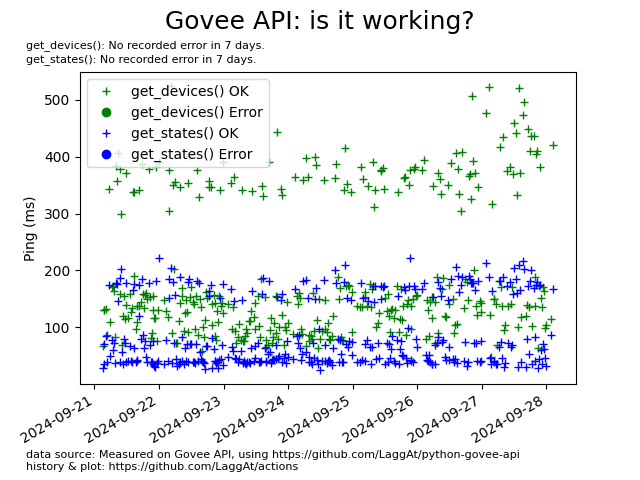 Govee API: is it working?
get_devices(): No recorded error in 7 days.
get_states(): No recorded error in 7 days.
get_devices() OK
get_devices() Error
get_states() OK
get_states() Error
Ping (ms)
500
400
300
200
100
2024-09-21
2024-09-22
2024-09-23
2024-09-24
2024-09-25
2024-09-26
2024-09-27
2024-09-28
data source: Measured on Govee API, using https://github.com/LaggAt/python-govee-api
history & plot: https://github.com/LaggAt/actions